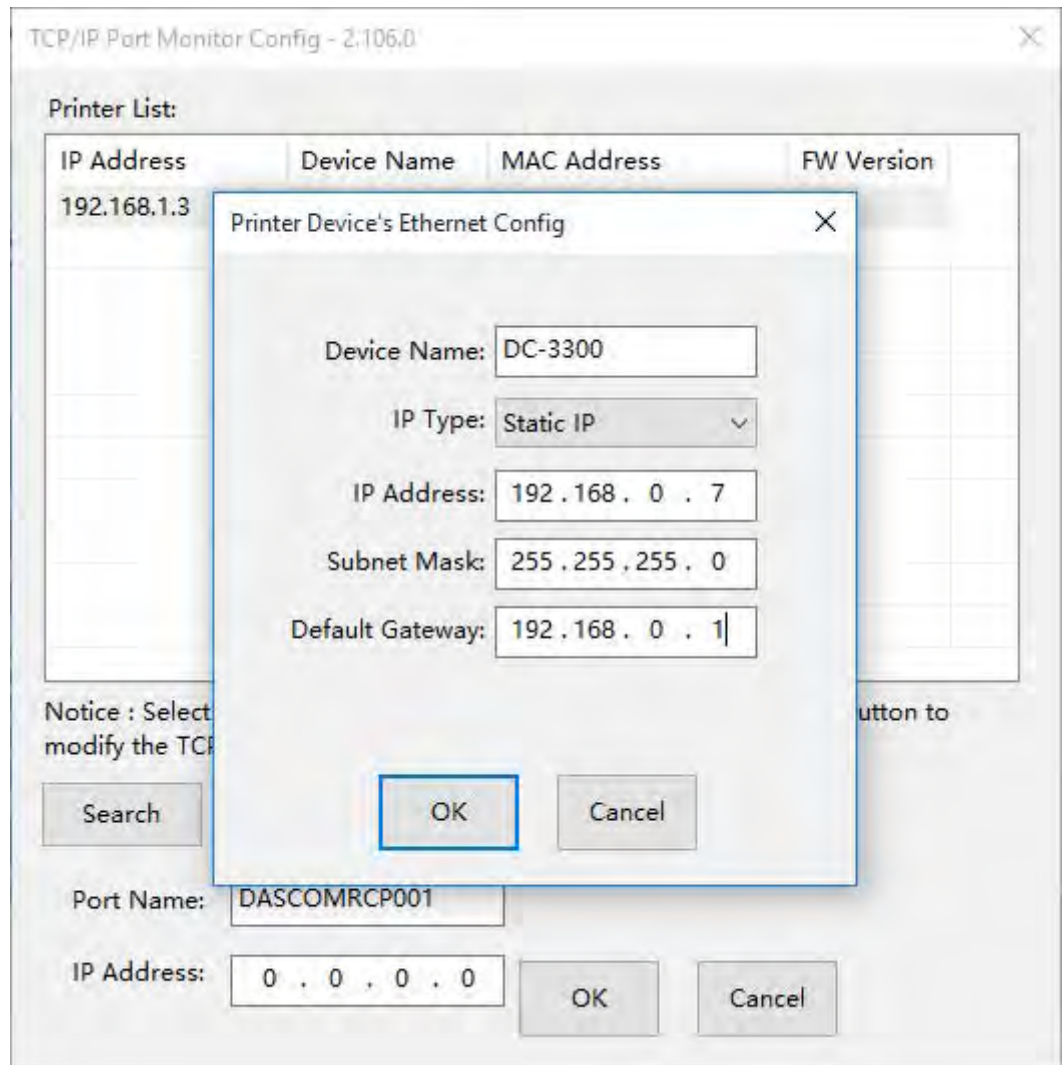 TCP/IP Port Monitor Config - 2.106.0
Printer List:
IP Address Device Name MAC Address FW Version
192.168.1.3
Printer Device's Ethernet Config
Device Name: DC-3300
IP Type: Static IP
IP Address: 192 . 168 . 0 . 7
Subnet Mask: 255 . 255 . 255 . 0
Default Gateway: 192 . 168 . 0 . 1
OK Cancel
Notice : Select utton to
modify the TCP
Search
Port Name: DASCOMRCP001
IP Address: 0 . 0 . 0 . 0
OK Cancel